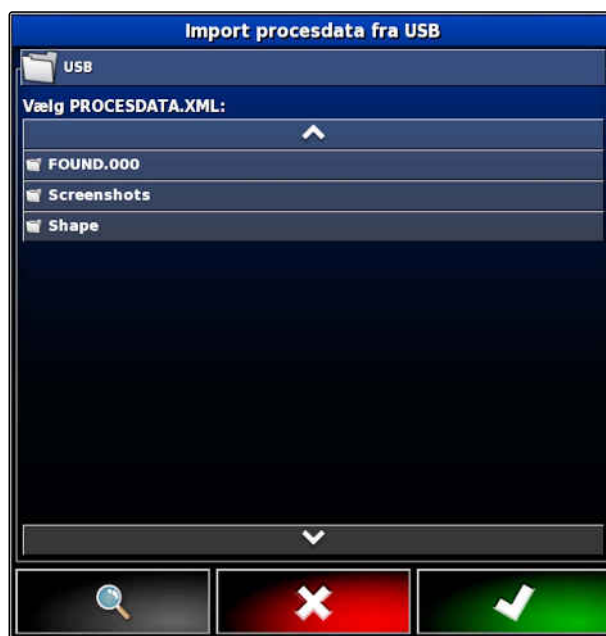 Import procesdata fra USB
USB
Vælg PROCESDATA.XML:
FOUND.000
Screenshots
Shape